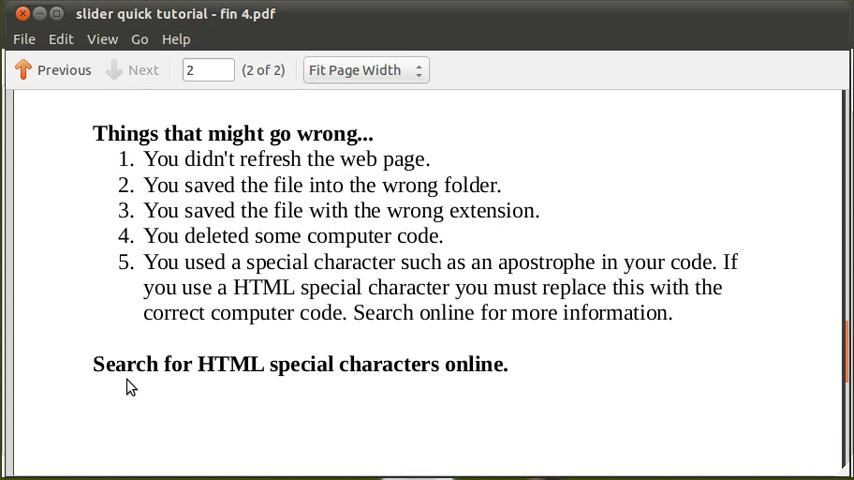 slider quick tutorial - fin 4.pdf
File Edit View Go Help
Previous Next 2 (2 of 2) Fit Page Width
Things that might go wrong...
1. You didn't refresh the web page.
2. You saved the file into the wrong folder.
3. You saved the file with the wrong extension.
4. You deleted some computer code.
5. You used a special character such as an apostrophe in your code. If
you use a HTML special character you must replace this with the
correct computer code. Search online for more information.
Search for HTML special characters online.